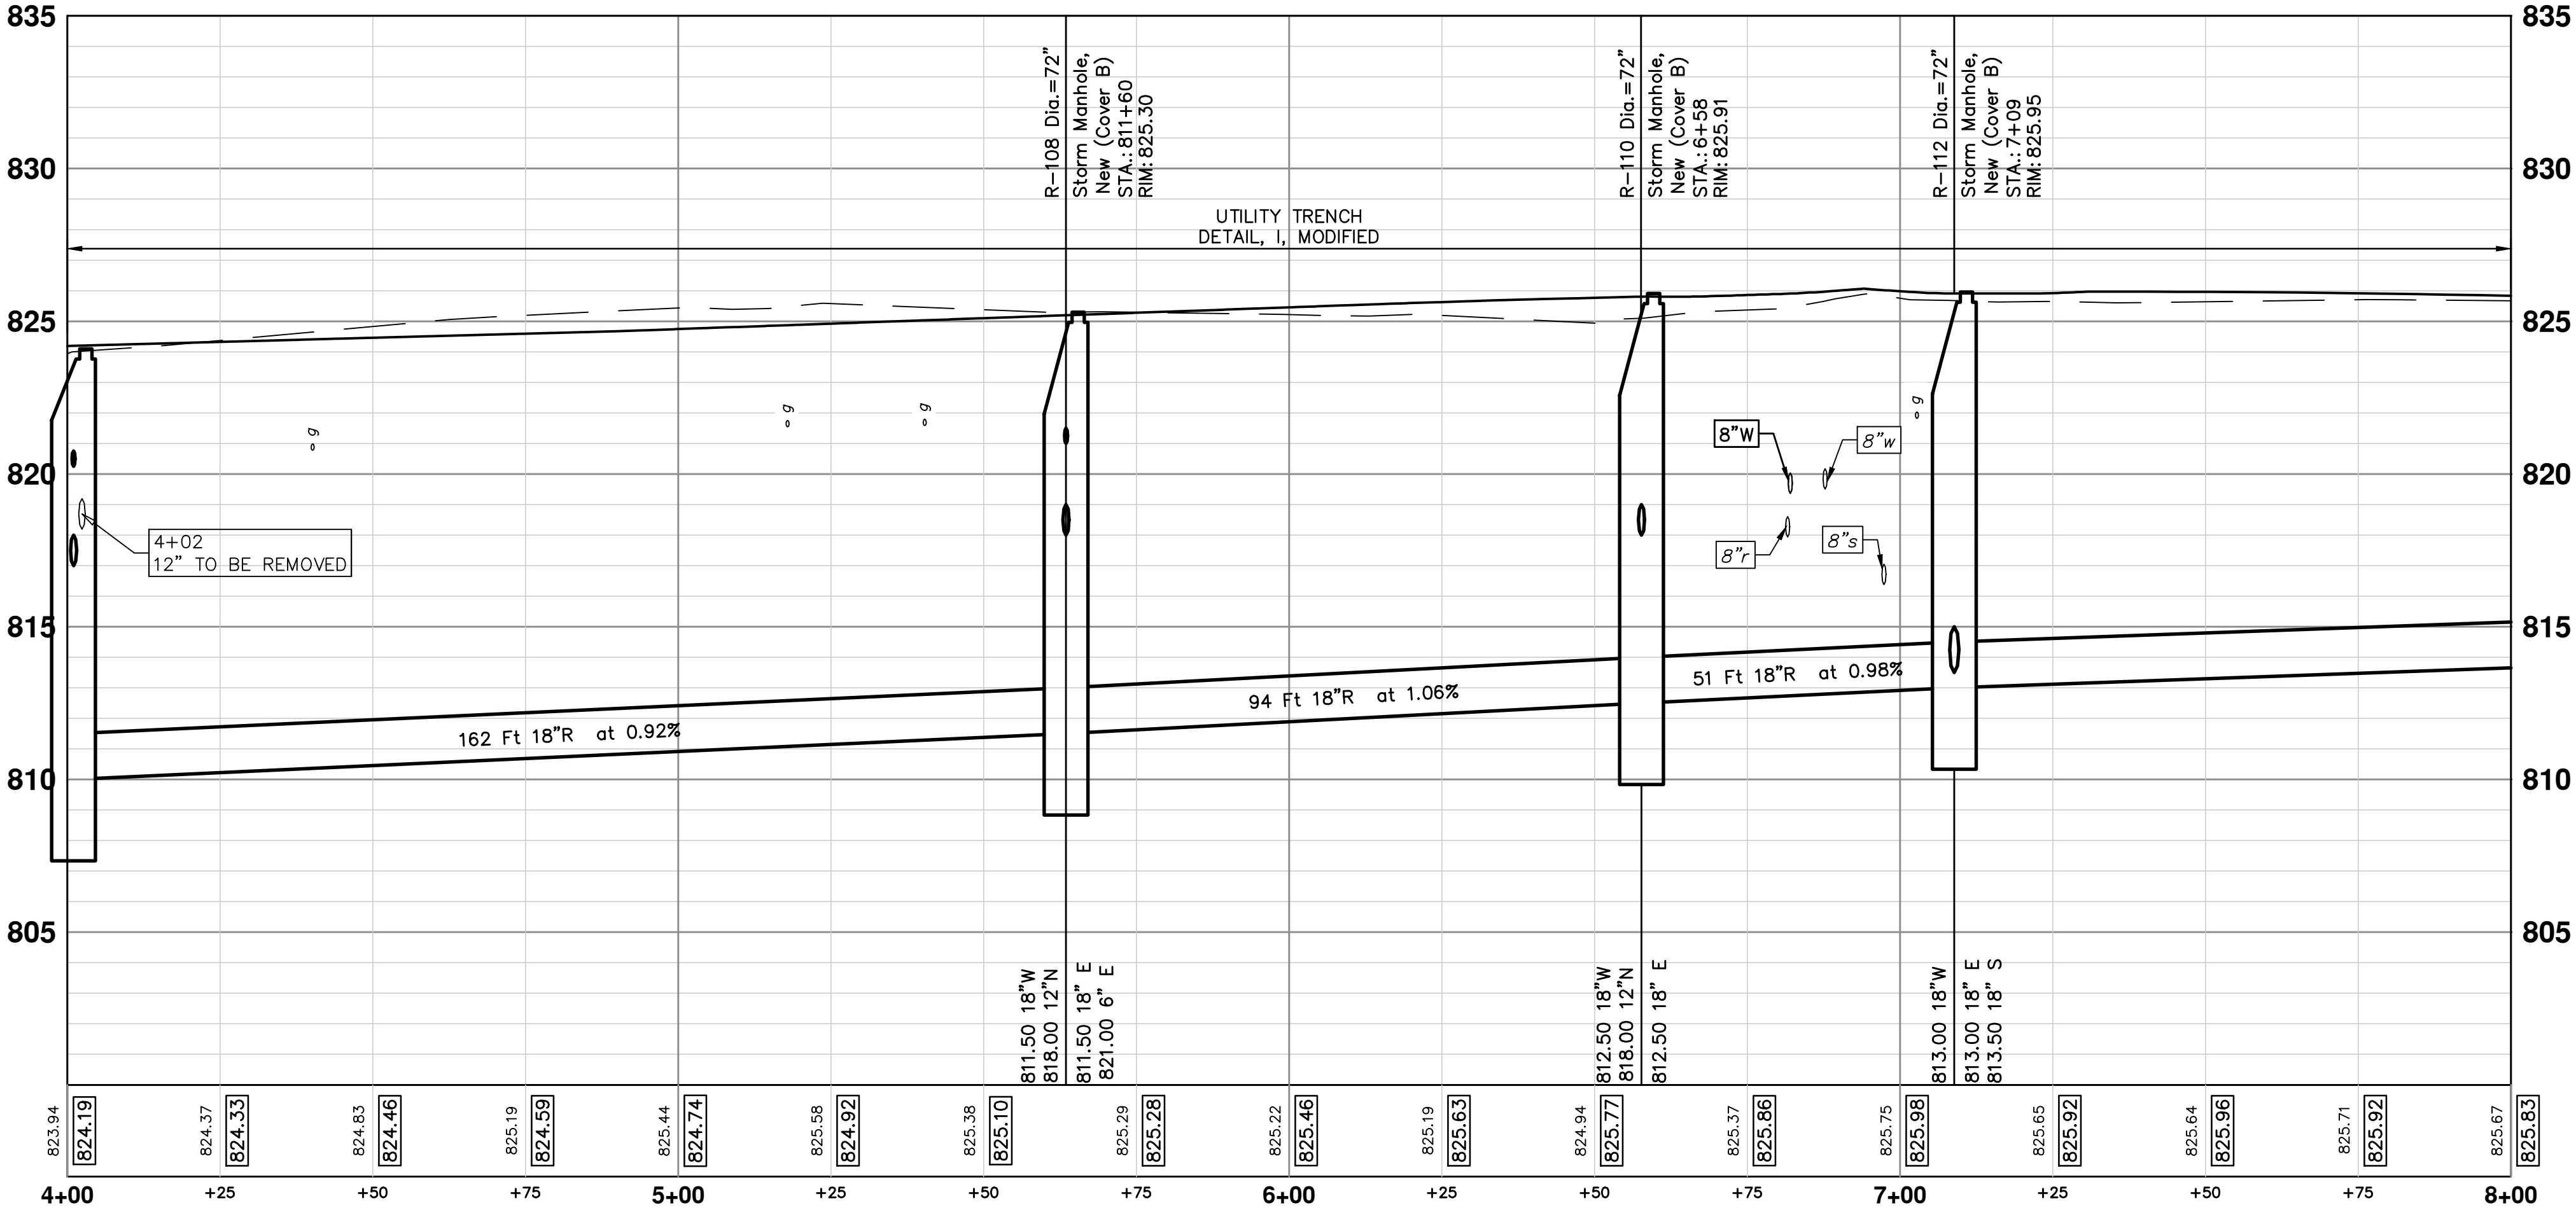 835
835
830
830
825
825
820
820
815
815
810
810
805
805
R-108 Dia.=72"
Storm Manhole,
New (Cover B)
STA.: 811+60
RIM: 825.30
R-110 Dia.=72"
Storm Manhole,
New (Cover B)
STA.: 6+58
RIM: 825.91
R-112 Dia.=72"
Storm Manhole,
New (Cover B)
STA.: 7+09
RIM: 825.95
UTILITY TRENCH
DETAIL, I, MODIFIED
g
g
g
g
8"W
8"w
8"r
8"s
4+02
12" TO BE REMOVED
162 Ft 18"R at 0.92%
94 Ft 18"R at 1.06%
51 Ft 18"R at 0.98%
811.50 18"W
818.00 12"N
811.50 18" E
821.00 6" E
812.50 18"W
818.00 12"N
812.50 18" E
813.00 18"W
813.00 18" E
813.50 18" S
823.94
824.19
824.37
824.33
824.83
824.46
825.19
824.59
825.44
824.74
825.58
824.92
825.38
825.10
825.29
825.28
825.22
825.46
825.19
825.63
824.94
825.77
825.37
825.86
825.75
825.98
825.65
825.92
825.64
825.96
825.71
825.92
825.67
825.83
4+00
+25
+50
+75
5+00
+25
+50
+75
6+00
+25
+50
+75
7+00
+25
+50
+75
8+00